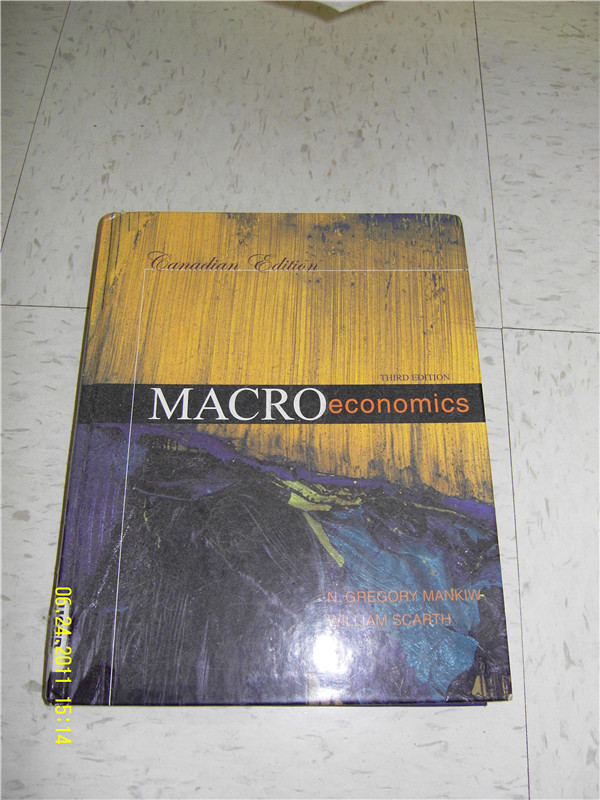 Canadian Edition
THIRD EDITION
MACROeconomics
N. GREGORY MANKIW
WILLIAM SCARTH
06.24.2011 15:14